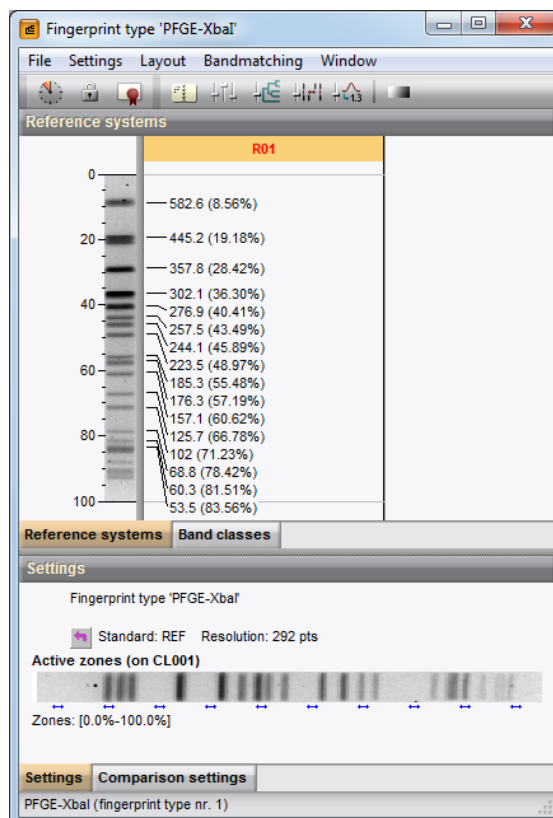 Fingerprint type 'PFGE-XbaI'
File Settings Layout Bandmatching Window
1.3
Reference systems
R01
0
20
40
60
80
100
582.6 (8.56%)
445.2 (19.18%)
357.8 (28.42%)
302.1 (36.30%)
276.9 (40.41%)
257.5 (43.49%)
244.1 (45.89%)
223.5 (48.97%)
185.3 (55.48%)
176.3 (57.19%)
157.1 (60.62%)
125.7 (66.78%)
102 (71.23%)
68.8 (78.42%)
60.3 (81.51%)
53.5 (83.56%)
Reference systems Band classes
Settings
Fingerprint type 'PFGE-XbaI'
Standard: REF Resolution: 292 pts
Active zones (on CL001)
Zones: [0.0%-100.0%]
Settings Comparison settings
PFGE-XbaI (fingerprint type nr. 1)